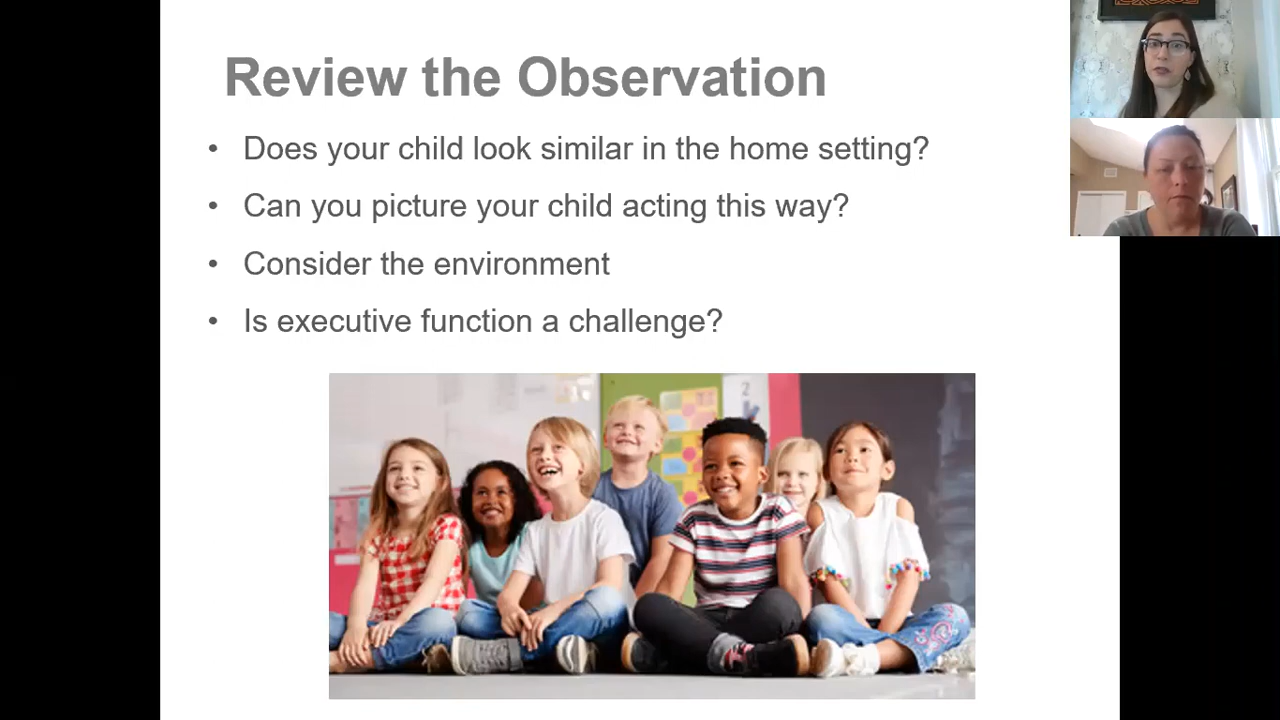 Review the Observation
• Does your child look similar in the home setting?
• Can you picture your child acting this way?
• Consider the environment
• Is executive function a challenge?
2